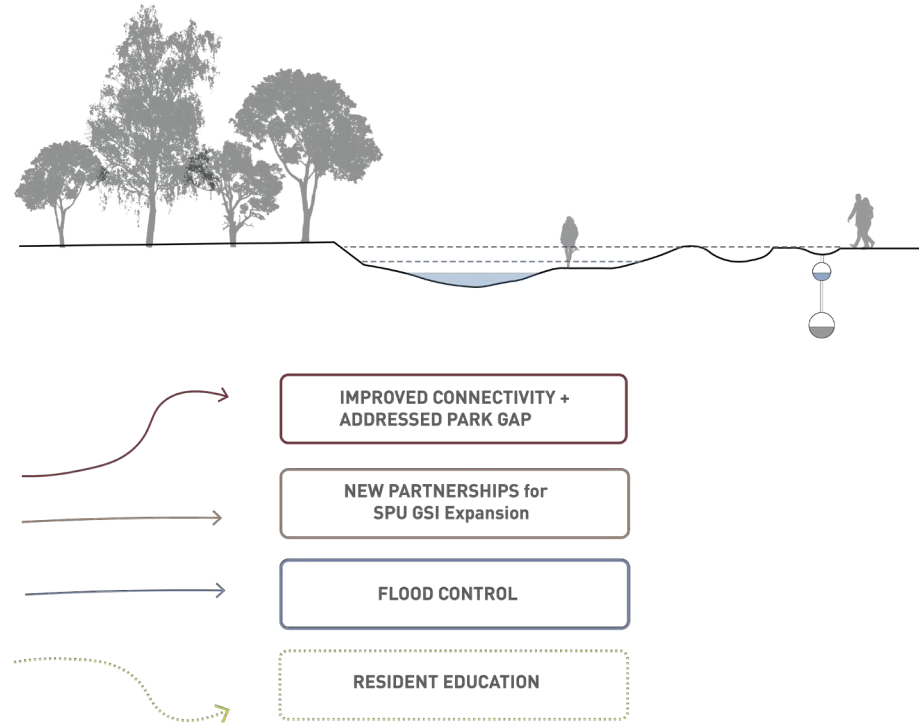 IMPROVED CONNECTIVITY +
ADDRESSED PARK GAP
NEW PARTNERSHIPS for
SPU GSI Expansion
FLOOD CONTROL
RESIDENT EDUCATION